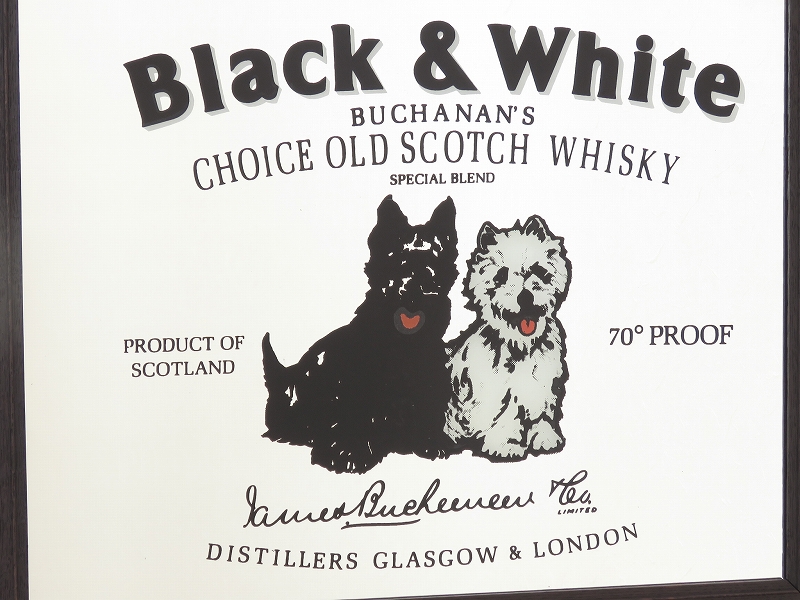 Black & White
BUCHANAN'S
CHOICE OLD SCOTCH WHISKY
SPECIAL BLEND
PRODUCT OF
SCOTLAND
70° PROOF
James Buchanan & Co.
LIMITED
DISTILLERS GLASGOW & LONDON